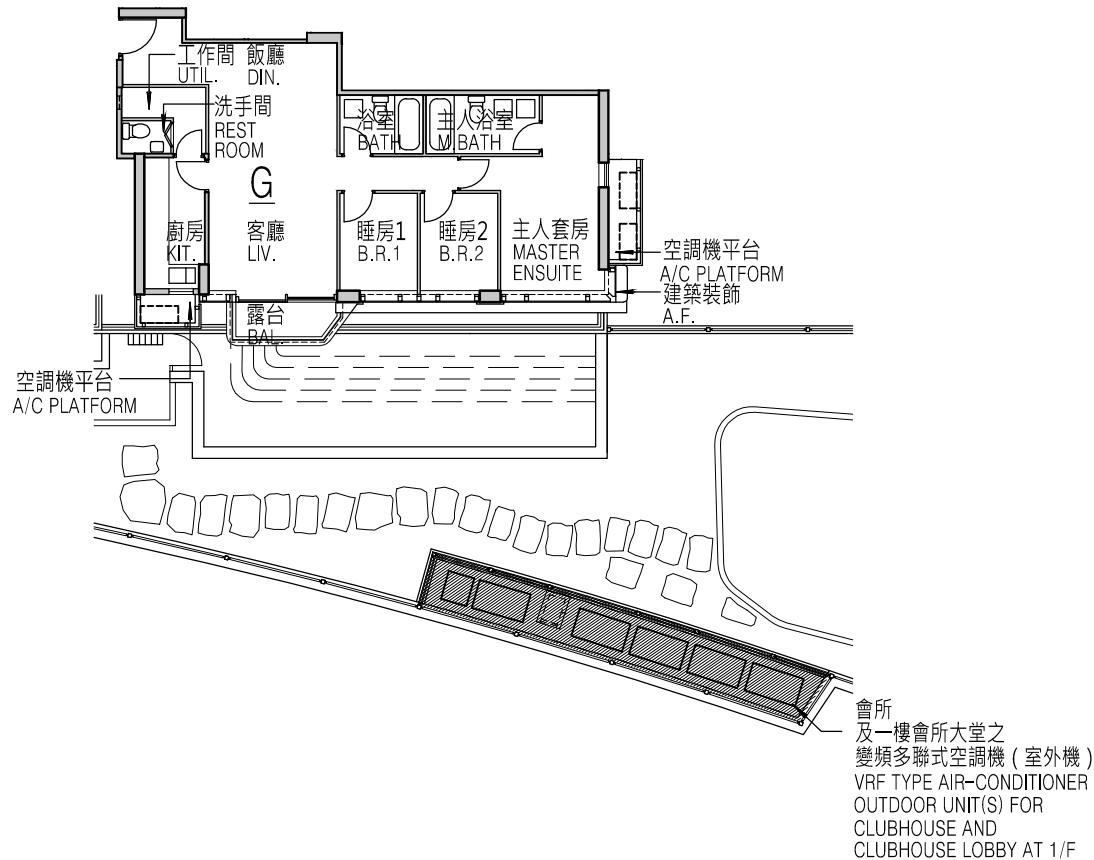 工作間
UTIL.
飯廳
DIN.
洗手間
REST
ROOM
浴室
BATH
主人浴室
M.BATH
G
廚房
KIT.
客廳
LIV.
睡房1
B.R.1
睡房2
B.R.2
主人套房
MASTER
ENSUITE
空調機平台
A/C PLATFORM
建築裝飾
A.F.
露台
BAL.
空調機平台
A/C PLATFORM
會所
及一樓會所大堂之
變頻多聯式空調機 ( 室外機 )
VRF TYPE AIR-CONDITIONER
OUTDOOR UNIT(S) FOR
CLUBHOUSE AND
CLUBHOUSE LOBBY AT 1/F